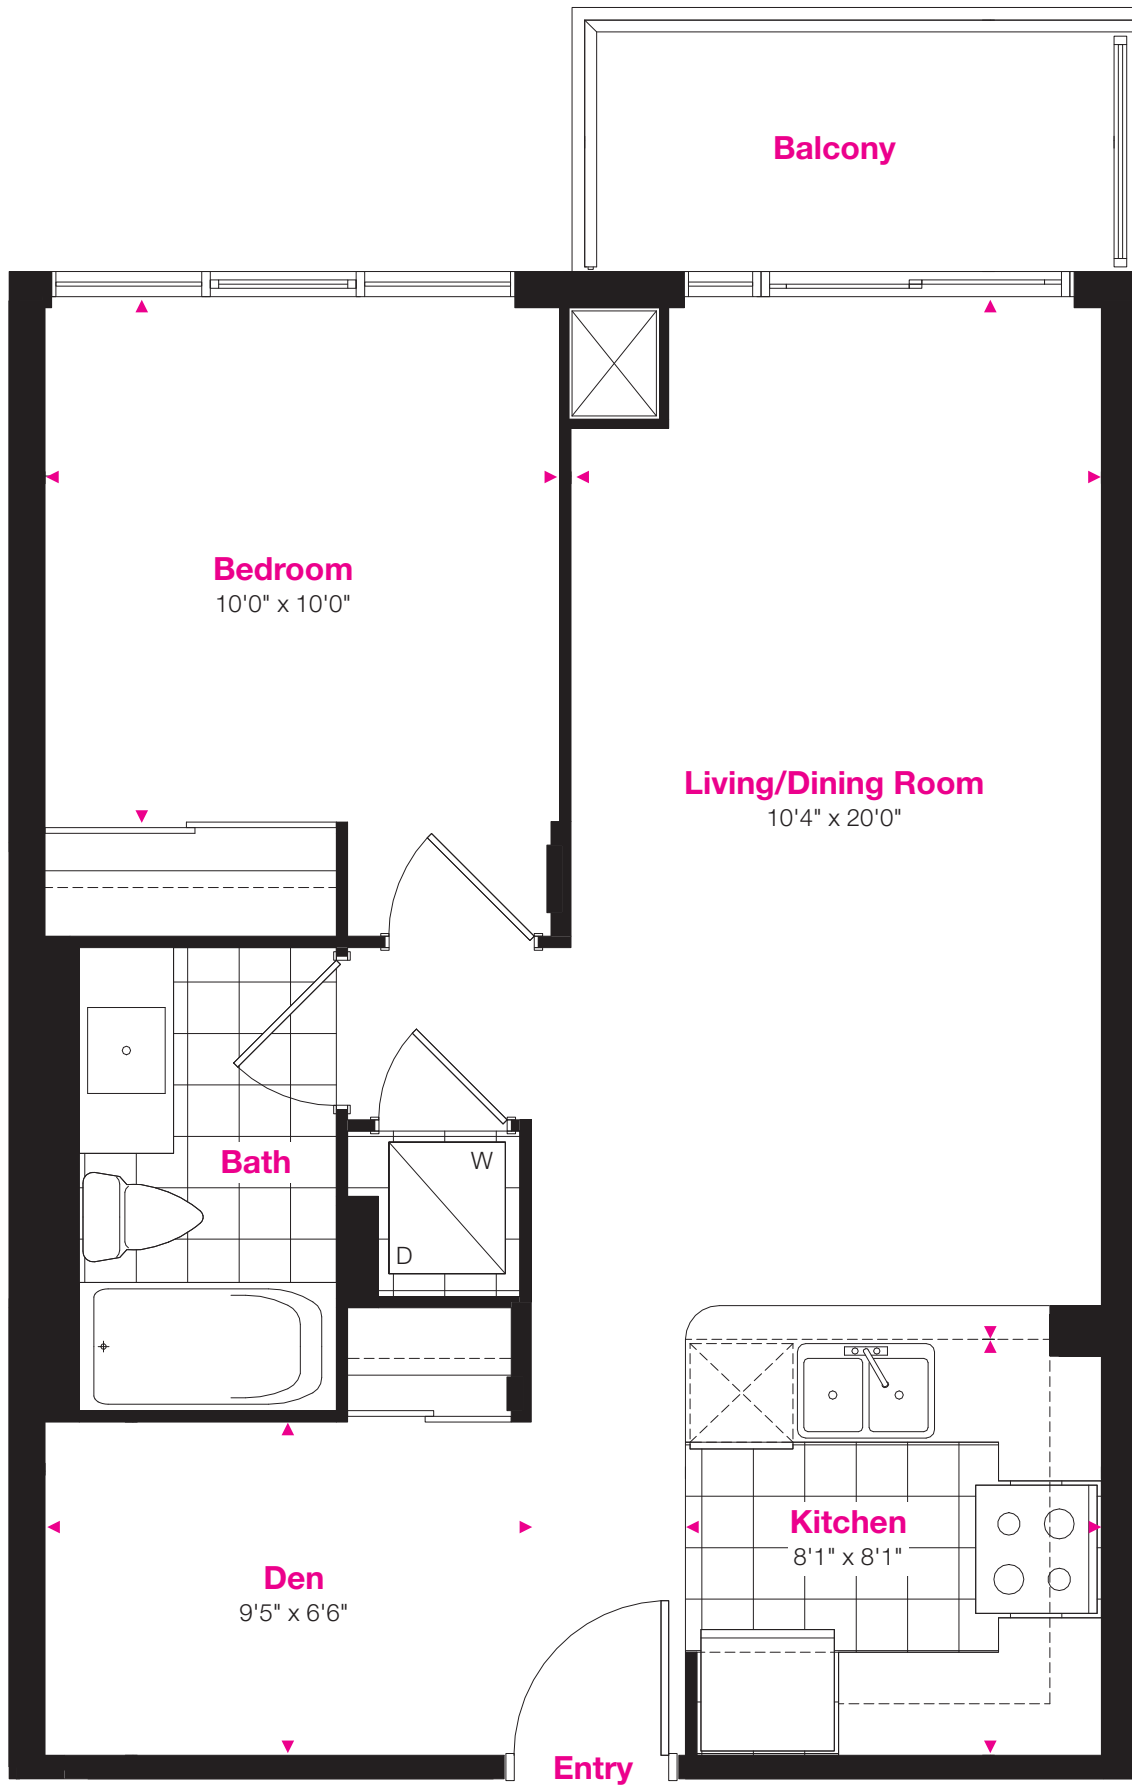 Balcony
Bedroom
10'0" x 10'0"
Living/Dining Room
10'4" x 20'0"
Bath
W
D
Kitchen
8'1" x 8'1"
Den
9'5" x 6'6"
Entry